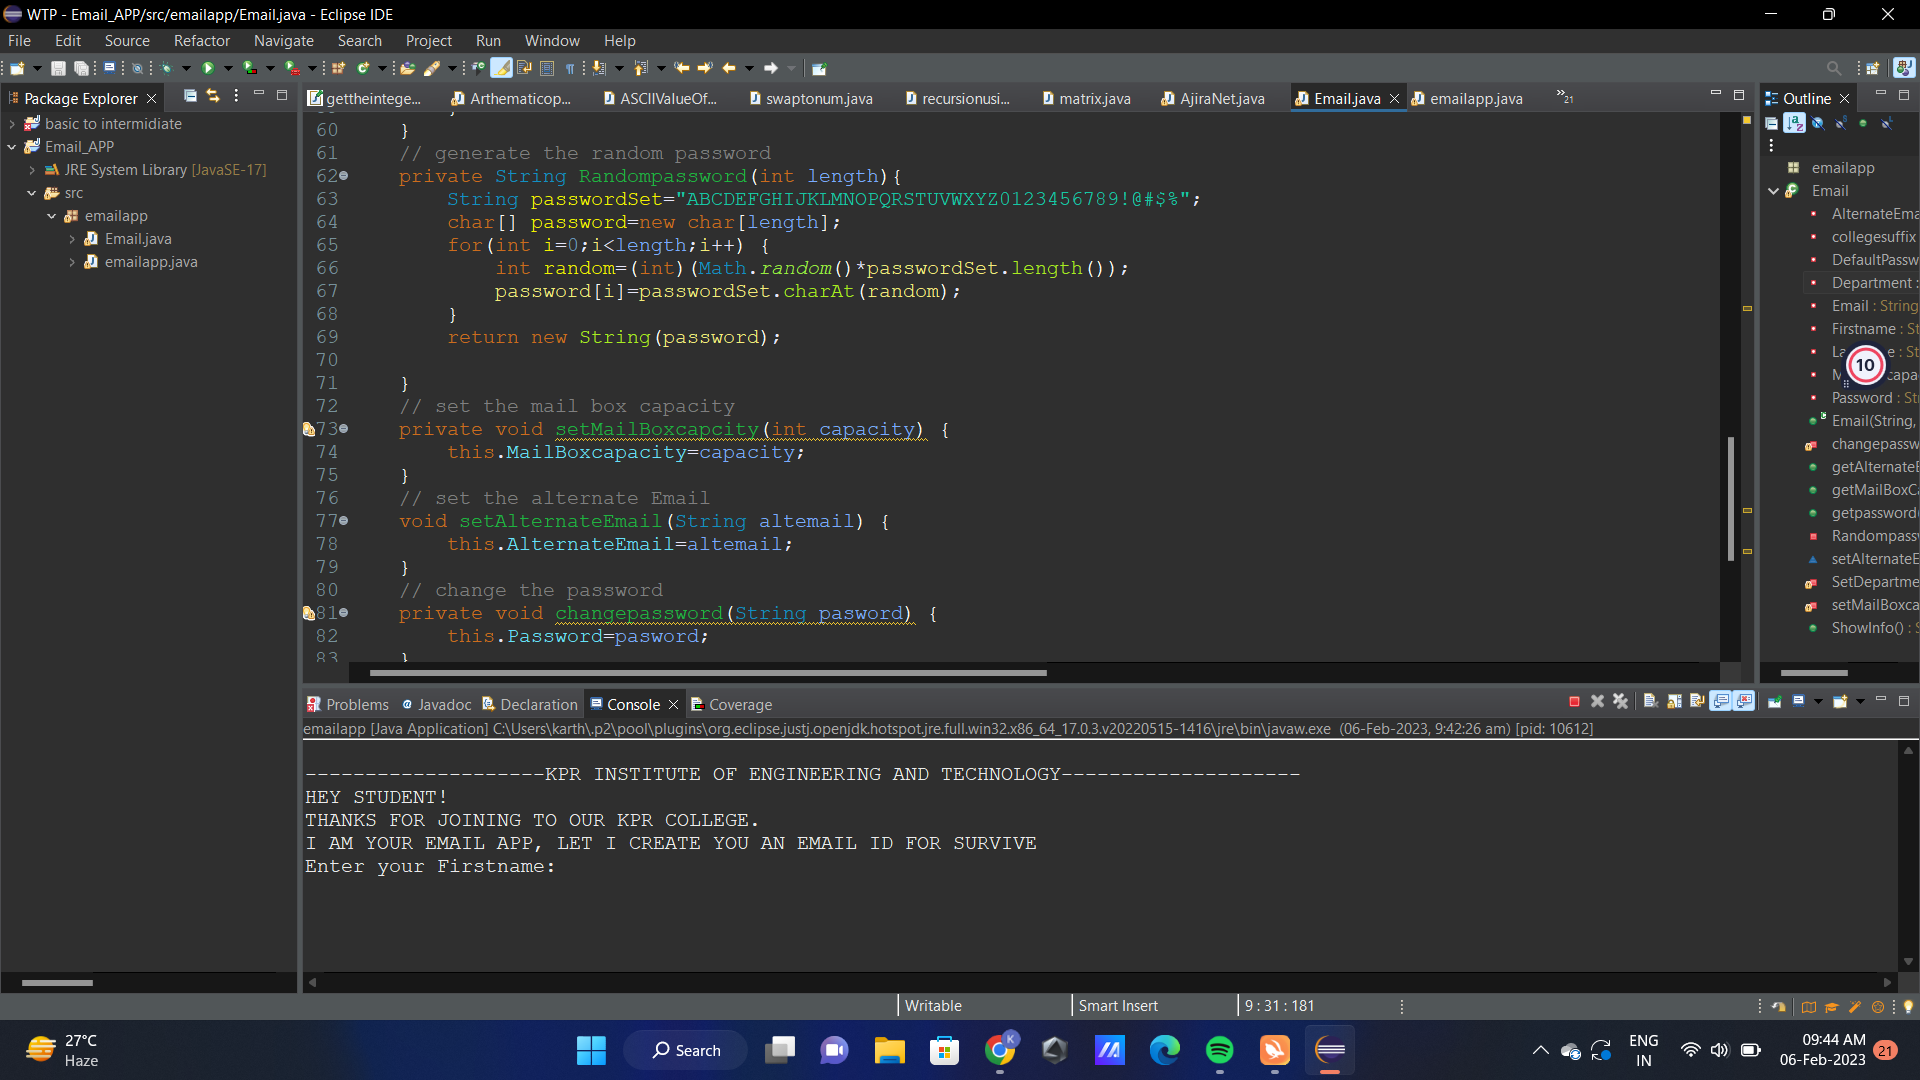 WTP - Email_APP/src/emailapp/Email.java - Eclipse IDE
File Edit Source Refactor Navigate Search Project Run Window Help
Package Explorer
gettheintege...
Arthematicop...
ASCIIValueOf...
swaptonum.java
recursionusi...
matrix.java
AjiraNet.java
Email.java
emailapp.java
21
Outline
basic to intermidiate
Email_APP
JRE System Library [JavaSE-17]
src
emailapp
Email.java
emailapp.java
60 }
61 // generate the random password
62 private String Randompassword(int length){
63 String passwordSet="ABCDEFGHIJKLMNOPQRSTUVWXYZ0123456789!@#$%";
64 char[] password=new char[length];
65 for(int i=0;i<length;i++) {
66 int random=(int)(Math.random()*passwordSet.length());
67 password[i]=passwordSet.charAt(random);
68 }
69 return new String(password);
70
71 }
72 // set the mail box capacity
73 private void setMailBoxcapcity(int capacity) {
74 this.MailBoxcapacity=capacity;
75 }
76 // set the alternate Email
77 void setAlternateEmail(String altemail) {
78 this.AlternateEmail=altemail;
79 }
80 // change the password
81 private void changepassword(String pasword) {
82 this.Password=pasword;
83 }
emailapp
Email
AlternateEma
collegesuffix
DefaultPassw
Department :
Email : String
Firstname : St
: St
10
capa
Password : Sti
Email(String,
changepassw
getAlternateE
getMailBoxCa
getpassword(
Randompassw
setAlternateE
SetDepartme
setMailBoxca
ShowInfo() : S
Problems
Javadoc
Declaration
Console
Coverage
emailapp [Java Application] C:\Users\karth\.p2\pool\plugins\org.eclipse.justj.openjdk.hotspot.jre.full.win32.x86_64_17.0.3.v20220515-1416\jre\bin\javaw.exe (06-Feb-2023, 9:42:26 am) [pid: 10612]
--------------------KPR INSTITUTE OF ENGINEERING AND TECHNOLOGY--------------------
HEY STUDENT!
THANKS FOR JOINING TO OUR KPR COLLEGE.
I AM YOUR EMAIL APP, LET I CREATE YOU AN EMAIL ID FOR SURVIVE
Enter your Firstname:
Writable
Smart Insert
9 : 31 : 181
27°C
Haze
Search
K
ENG
IN
09:44 AM
06-Feb-2023
21